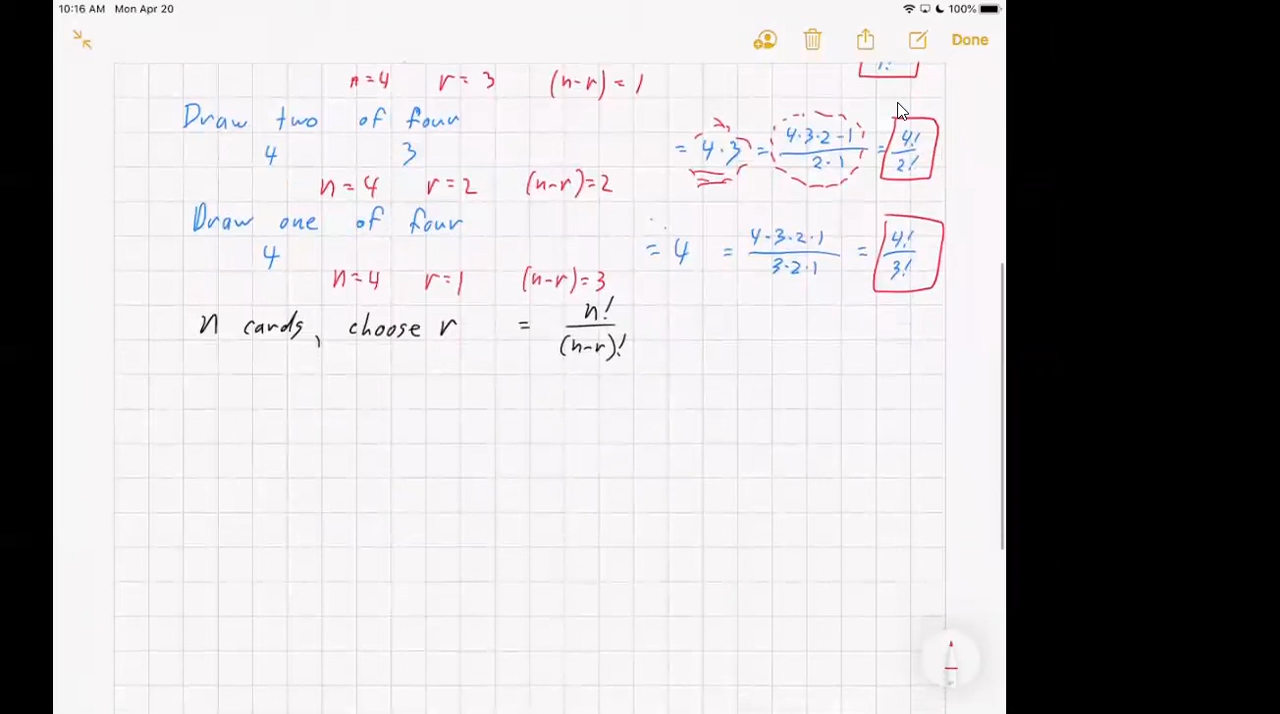 10:16 AM Mon Apr 20
100%
Done
1!
n=4 r=3 (n-r)=1
Draw two of four
4 3 = 4·3 = 4·3·2·1 / 2·1 = 4!/2!
n=4 r=2 (n-r)=2
Draw one of four
4 = 4 = 4·3·2·1 / 3·2·1 = 4!/3!
n=4 r=1 (n-r)=3
n cards, choose r = n!/(n-r)!